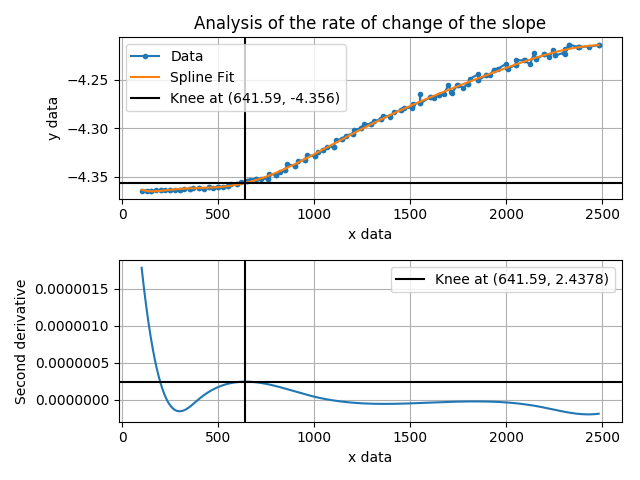 Analysis of the rate of change of the slope
Data
Spline Fit
Knee at (641.59, -4.356)
−4.25
−4.30
−4.35
y data
0
500
1000
1500
2000
2500
x data
Knee at (641.59, 2.4378)
0.0000015
0.0000010
0.0000005
0.0000000
Second derivative
0
500
1000
1500
2000
2500
x data